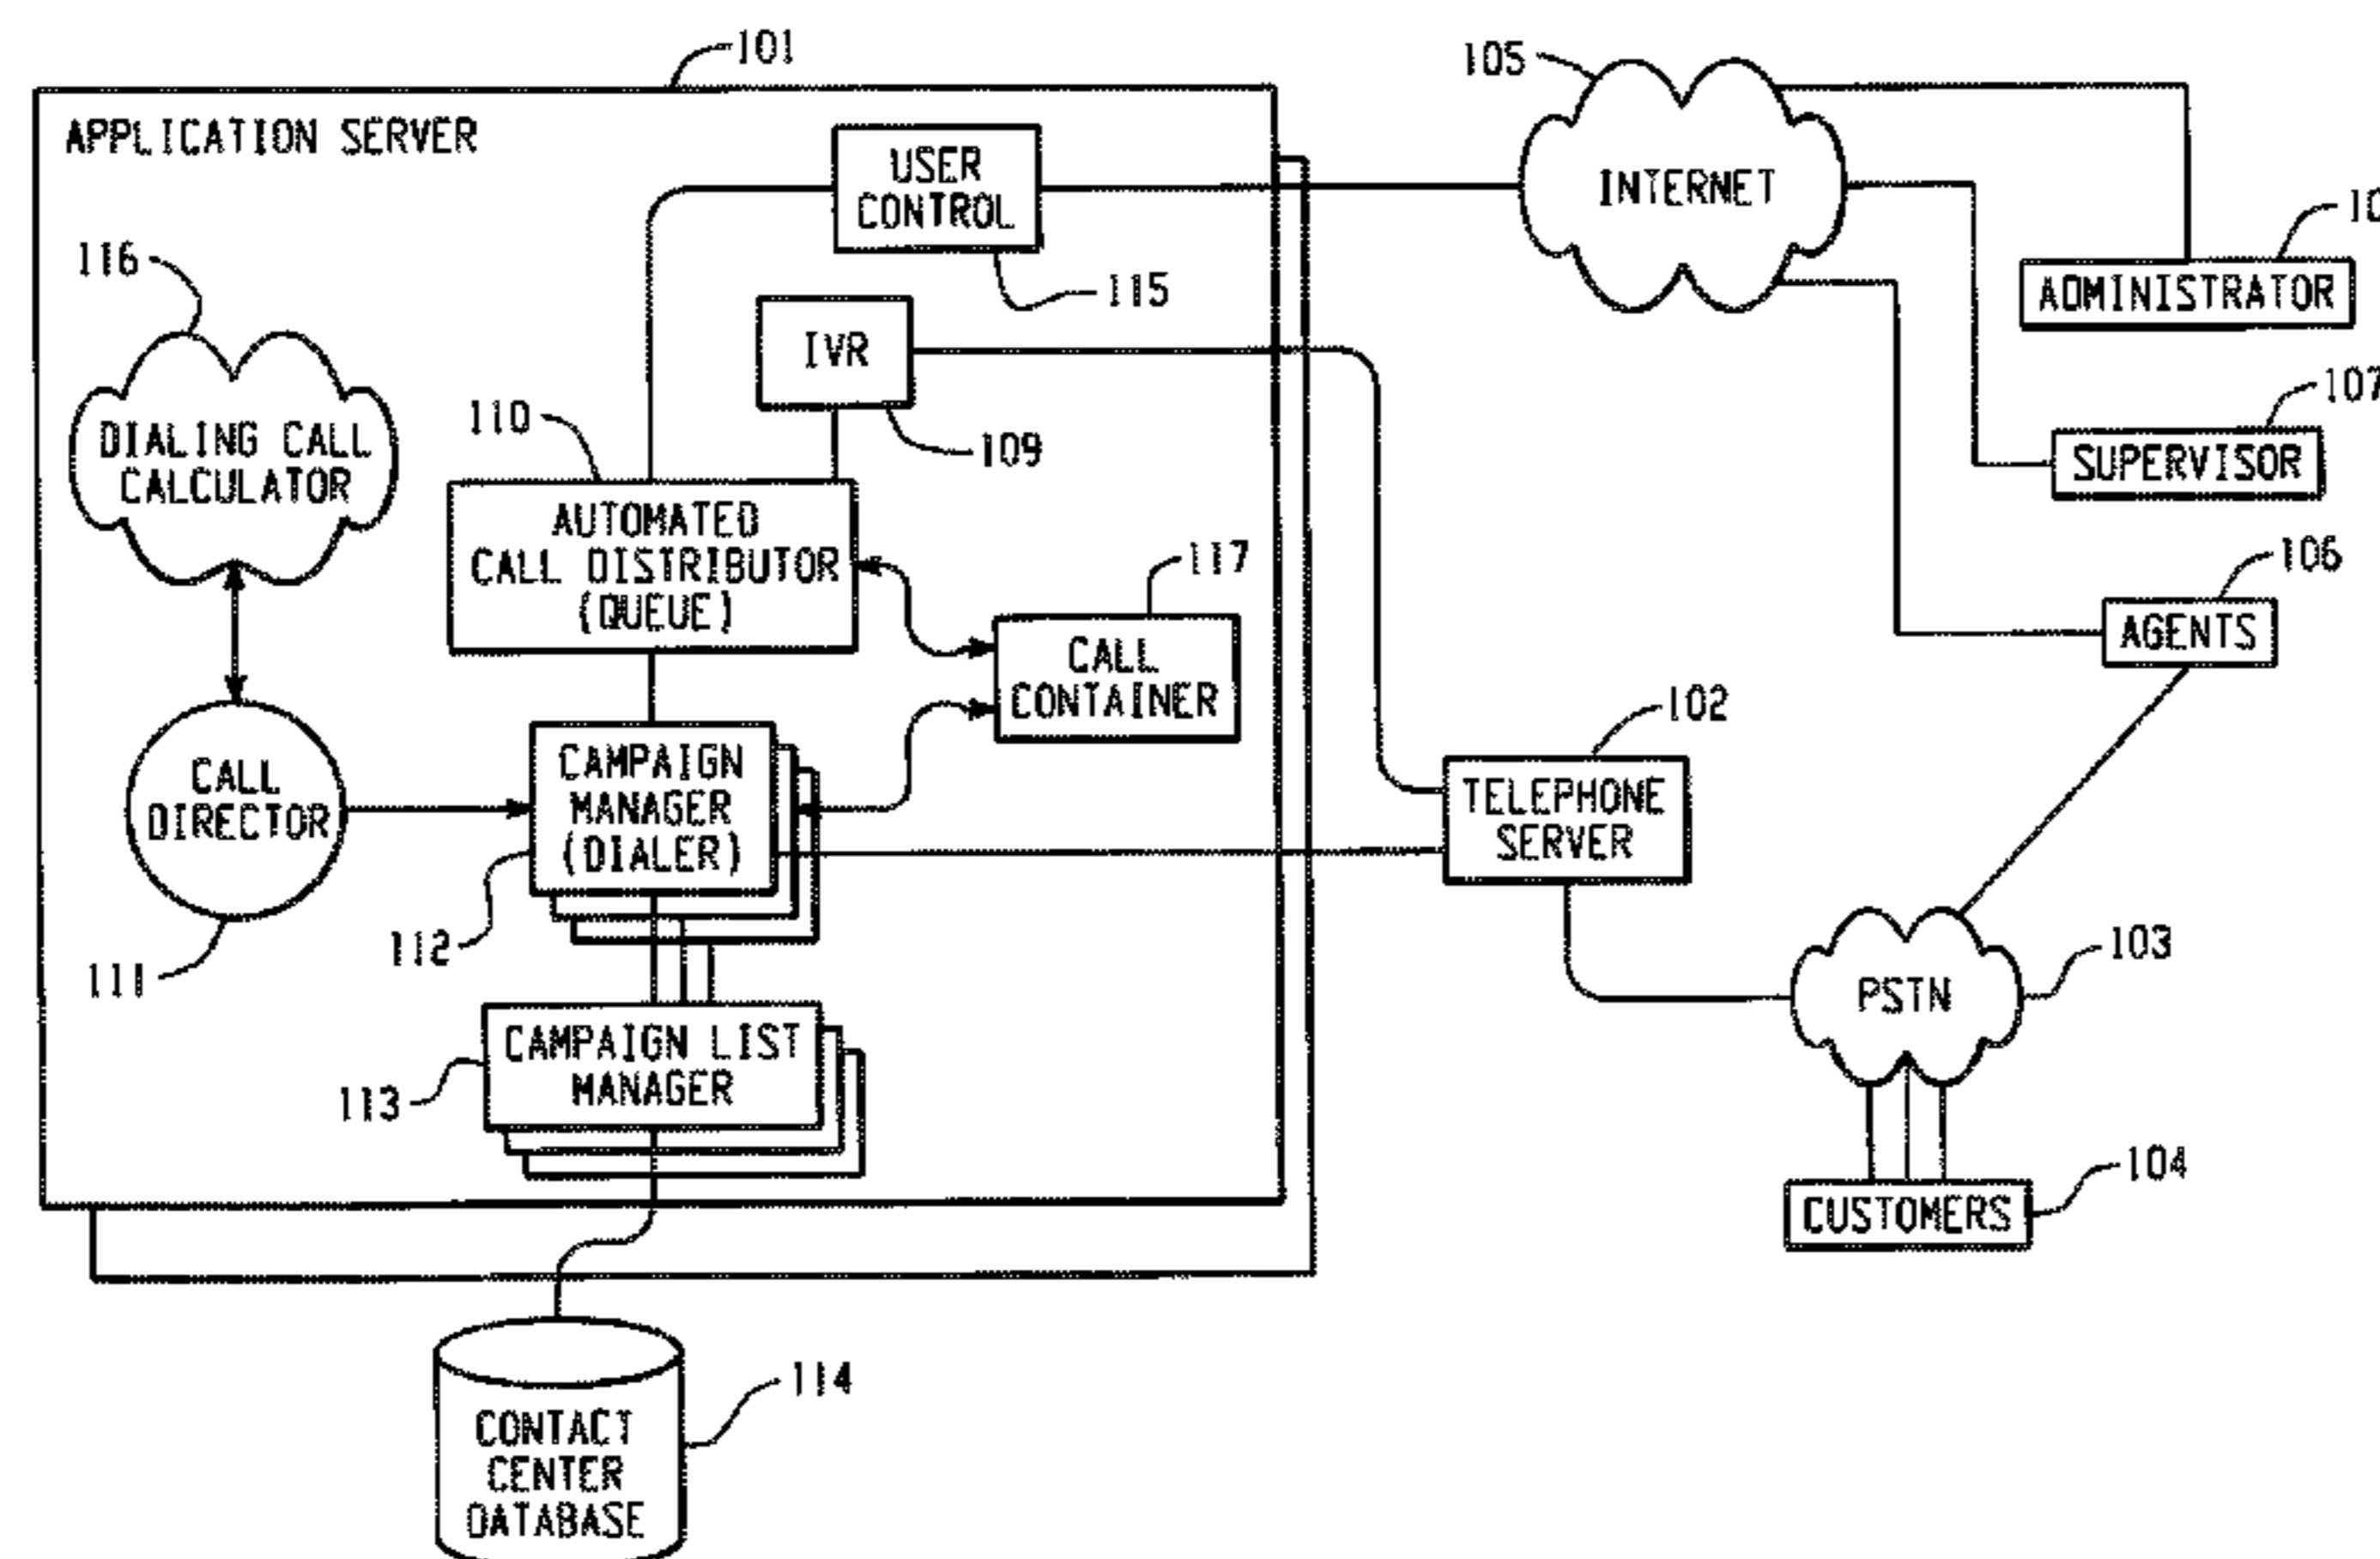 101
APPLICATION SERVER
USER
CONTROL
115
105
INTERNET
10
ADMINISTRATOR
116
DIALING CALL
CALCULATOR
IVR
109
110
AUTOMATED
CALL DISTRIBUTOR
(QUEUE)
117
CALL
CONTAINER
107
SUPERVISOR
106
AGENTS
CALL
DIRECTOR
111
CAMPAIGN
MANAGER
(DIALER)
112
102
TELEPHONE
SERVER
103
PSTN
113
CAMPAIGN LIST
MANAGER
104
CUSTOMERS
114
CONTACT
CENTER
DATABASE